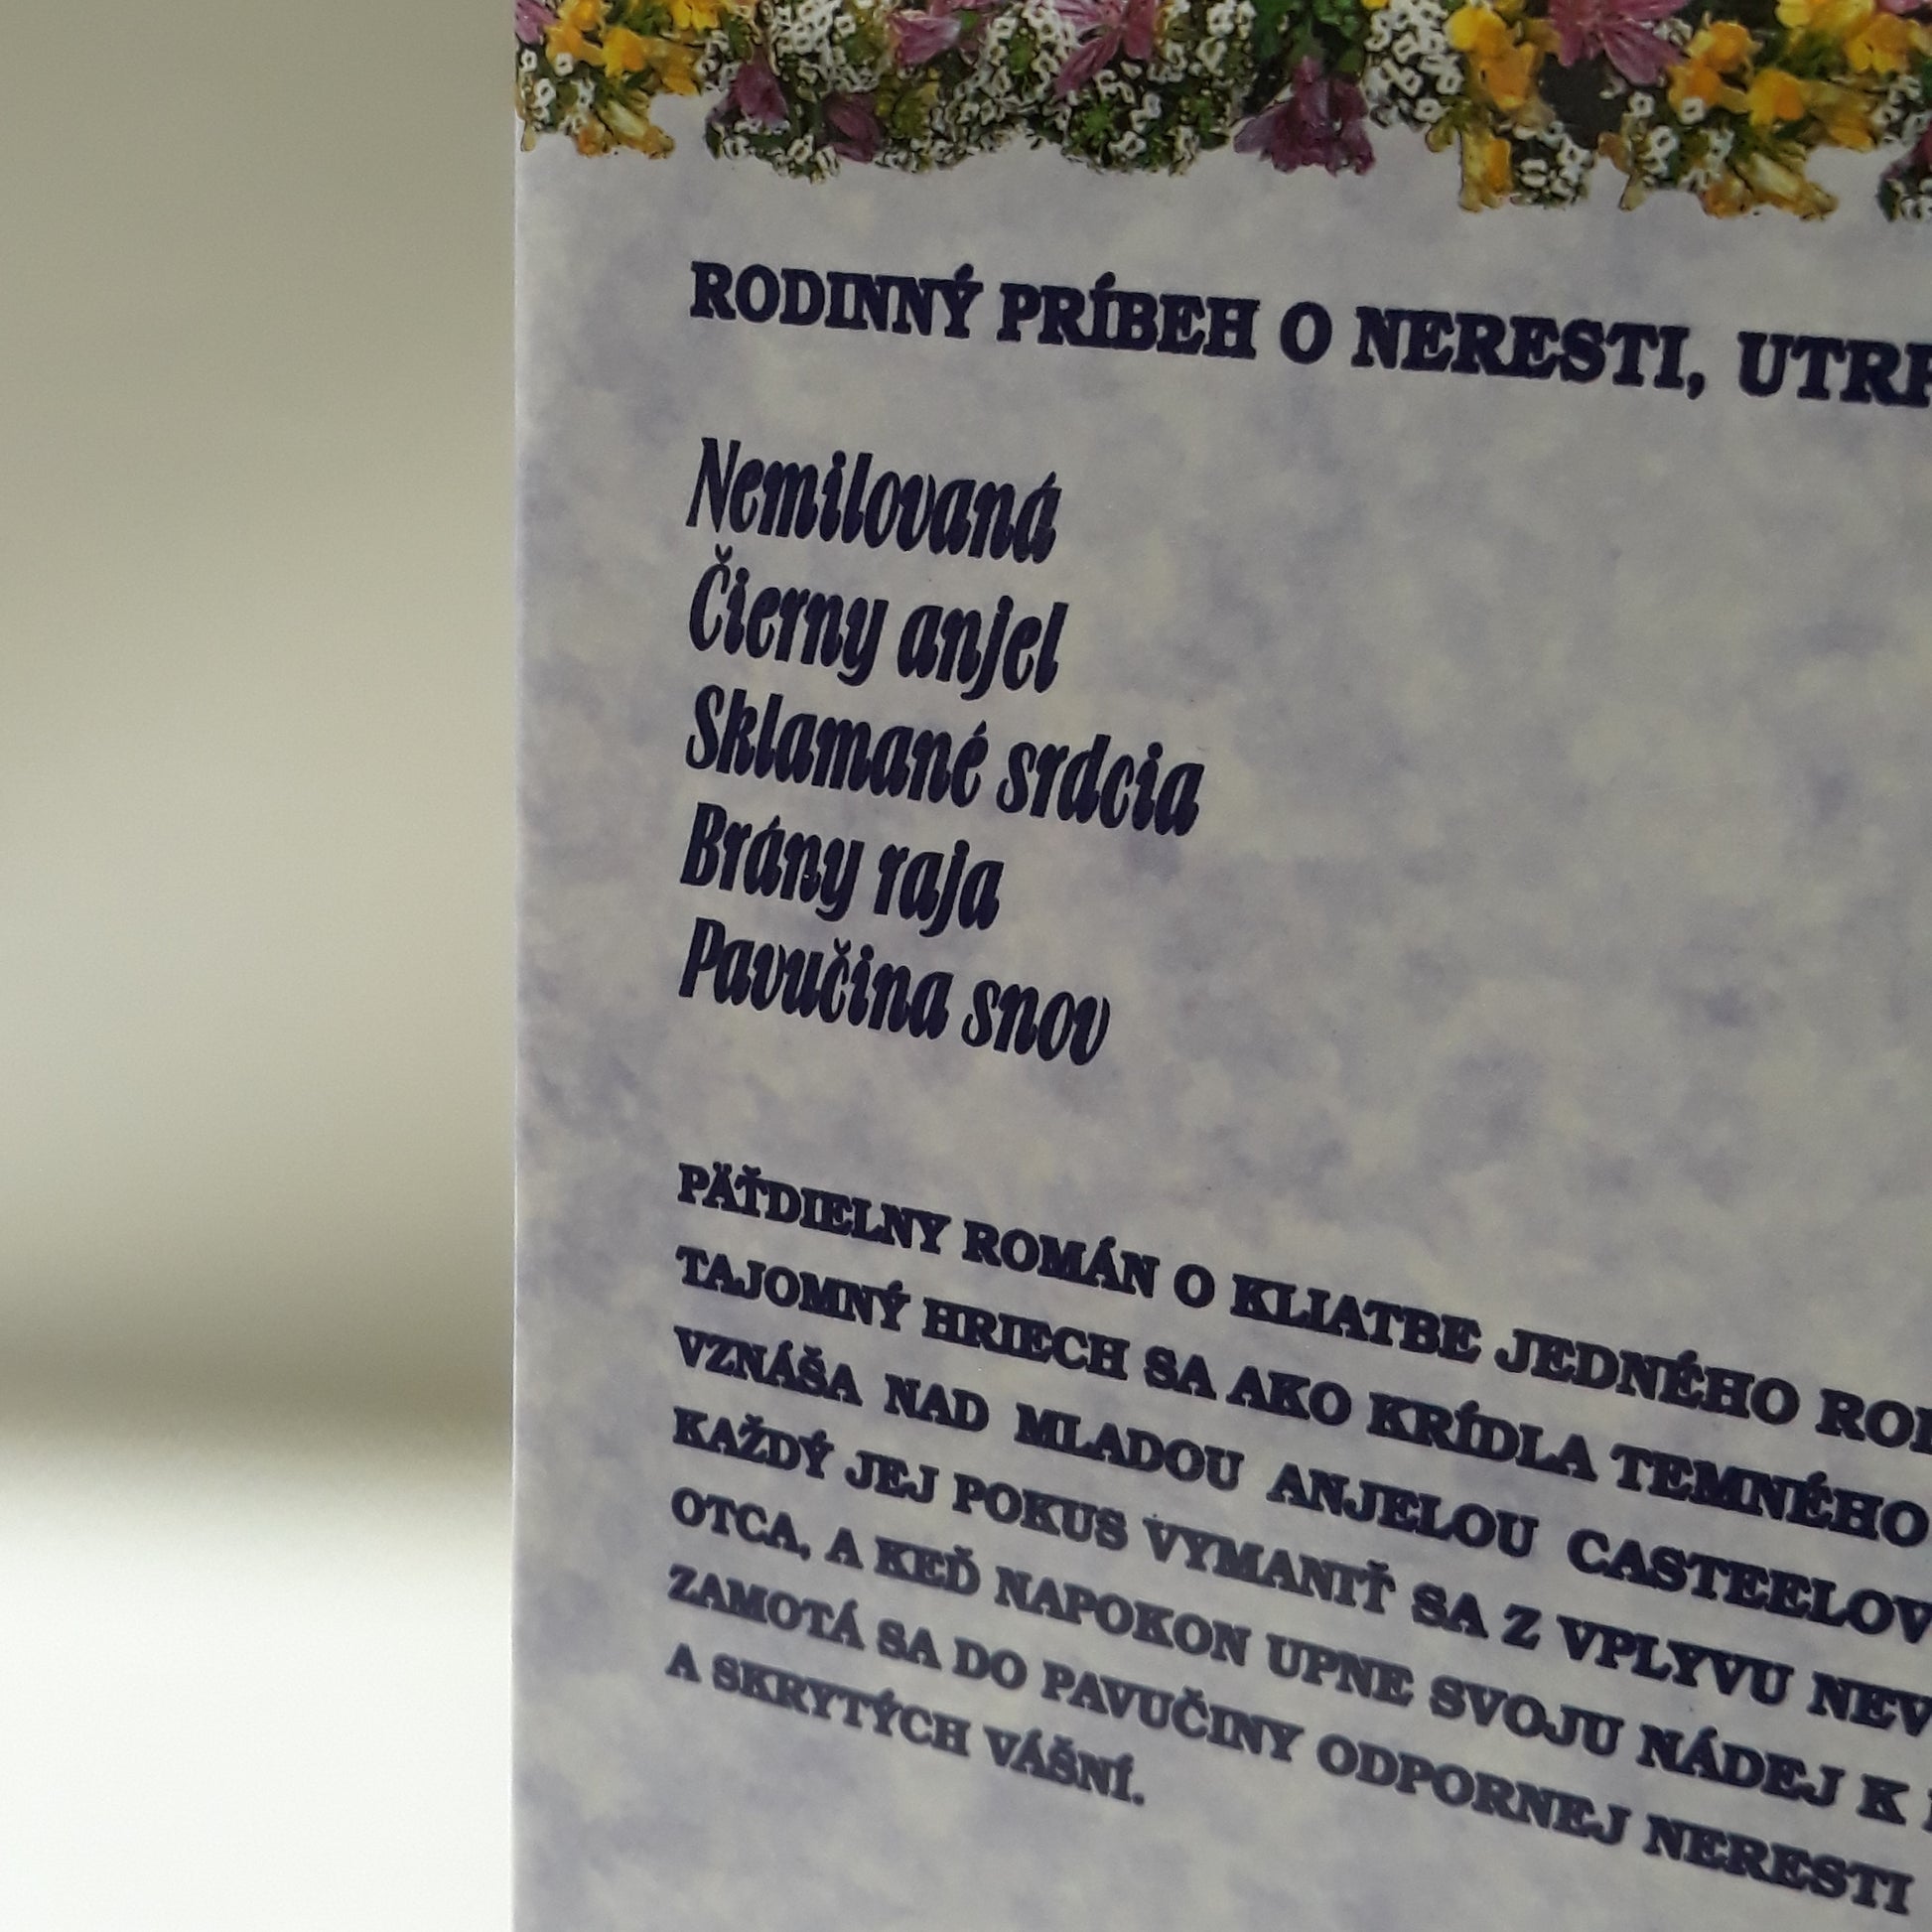 RODINNÝ PRÍBEH O NERESTI,
Nemilovaná
Čierny anjel
Sklamané srdcia
Brány raja
Pavučina snov
PÄŤDIELNY ROMÁN O KLIATBE JEDNÉHO
TAJOMNÝ HRIECH SA AKO KRÍDLA TEMNÉHO
VZNÁŠA NAD MLADOU ANJELOU
KAŽDÝ JEJ POKUS VYMANIŤ SA Z VPLYVU
OTCA, A KEĎ NAPOKON UPNE SVOJU NÁDEJ K
ZAMOTÁ SA DO PAVUČINY ODPORNEJ NERESTI
A SKRYTÝCH VÁŠNÍ.